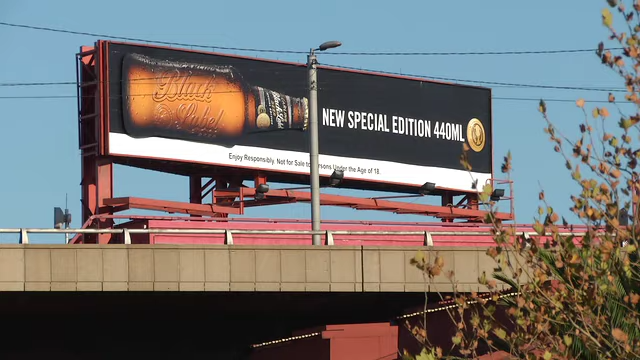 Black
Label
NEW SPECIAL EDITION 440ML
Enjoy Responsibly. Not for Sale to Persons Under the Age of 18.